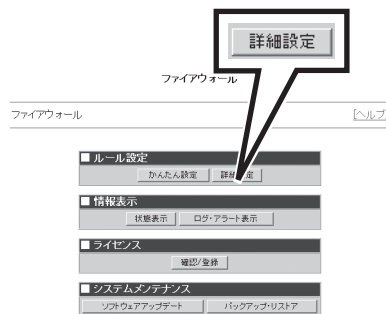 詳細設定
ファイアウォール
ファイアウォール
[ヘルプ
■ ルール設定
かんたん設定 詳細設定
■ 情報表示
状態表示 ログ・アラート表示
■ ライセンス
確認/登録
■ システムメンテナンス
ソフトウェアアップデート バックアップ・リストア